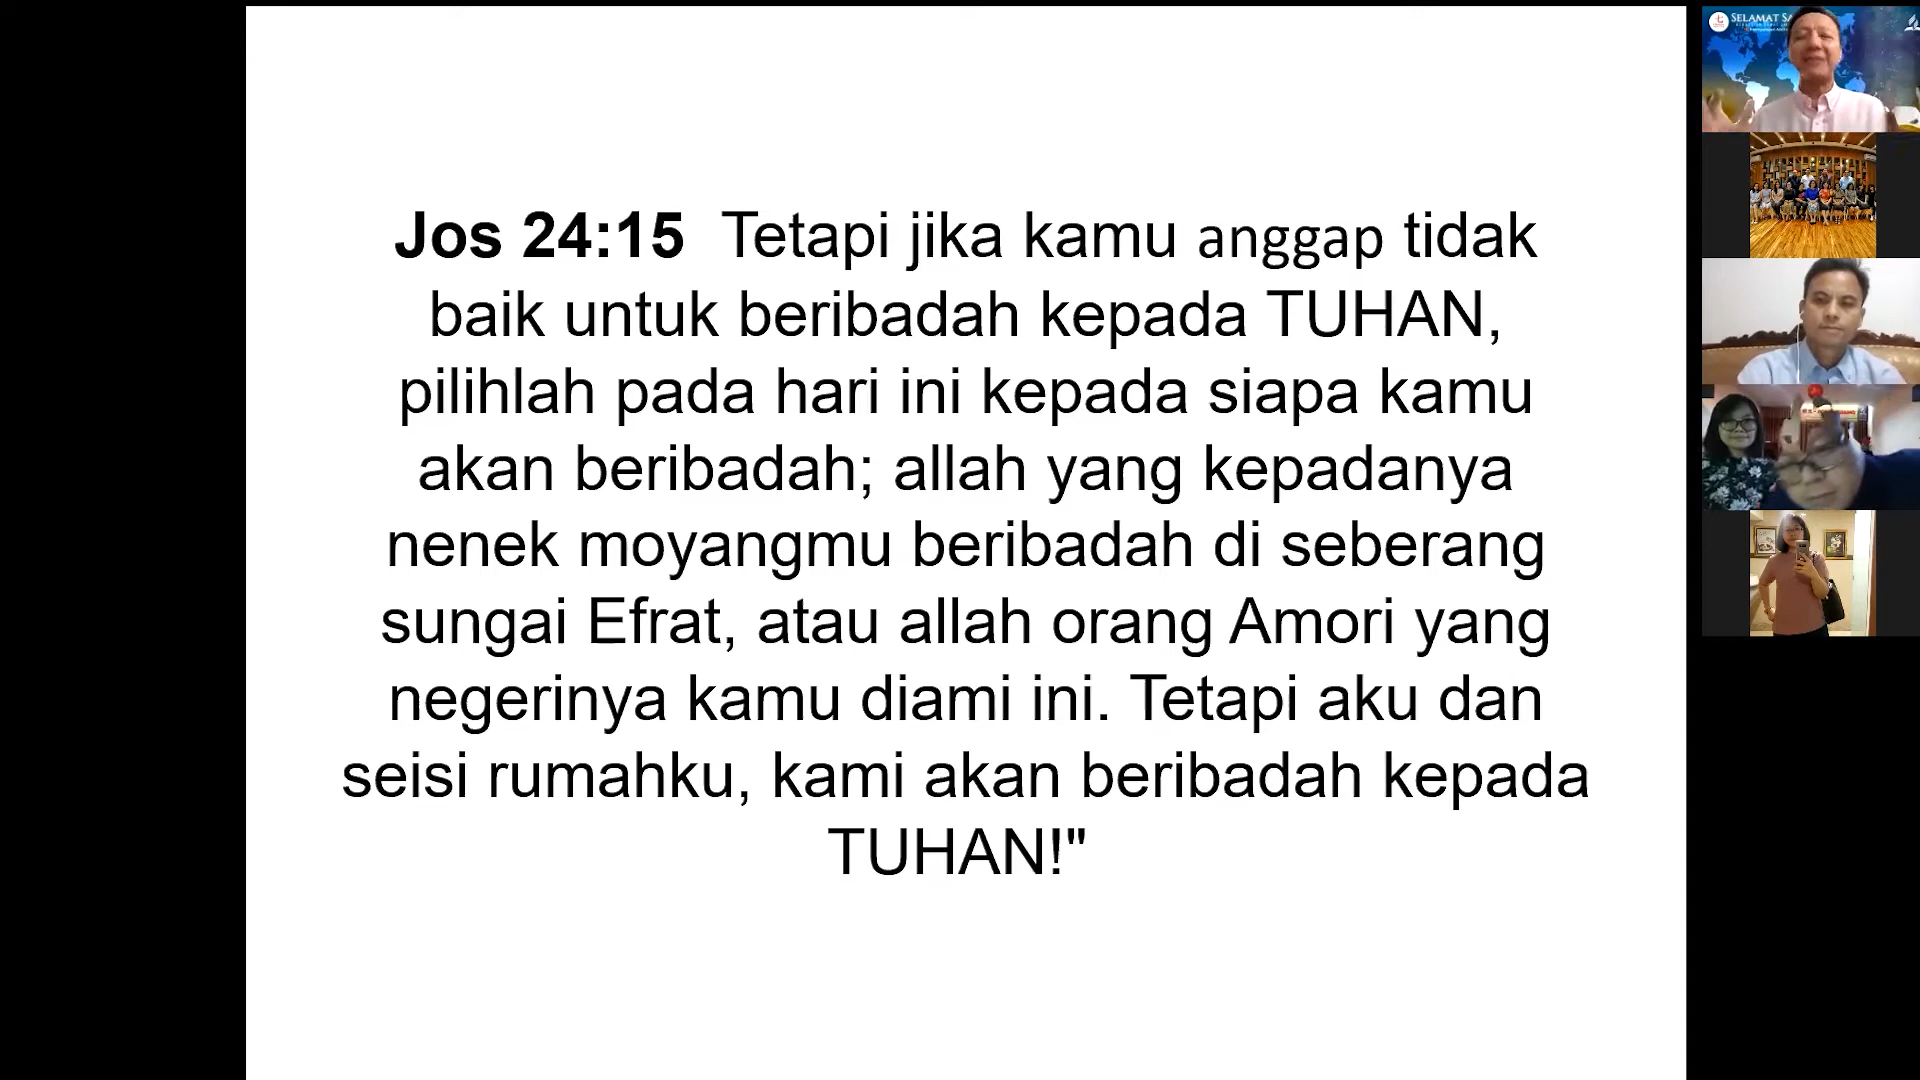 Jos 24:15 Tetapi jika kamu anggap tidak
baik untuk beribadah kepada TUHAN,
pilihlah pada hari ini kepada siapa kamu
akan beribadah; allah yang kepadanya
nenek moyangmu beribadah di seberang
sungai Efrat, atau allah orang Amori yang
negerinya kamu diami ini. Tetapi aku dan
seisi rumahku, kami akan beribadah kepada
TUHAN!"
SELAMAT